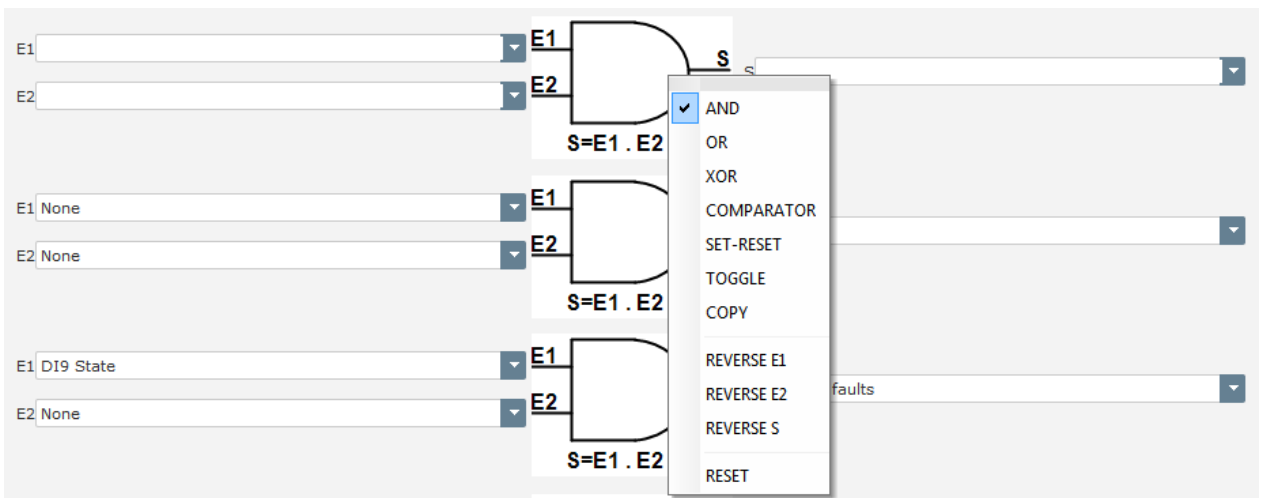 E1
E1
S
S
E2
E2
S=E1 . E2
AND
OR
XOR
E1 None
E1
COMPARATOR
E2 None
E2
SET-RESET
TOGGLE
S=E1 . E2
COPY
E1 DI9 State
E1
REVERSE E1
E2 None
E2
REVERSE E2
faults
REVERSE S
S=E1 . E2
RESET